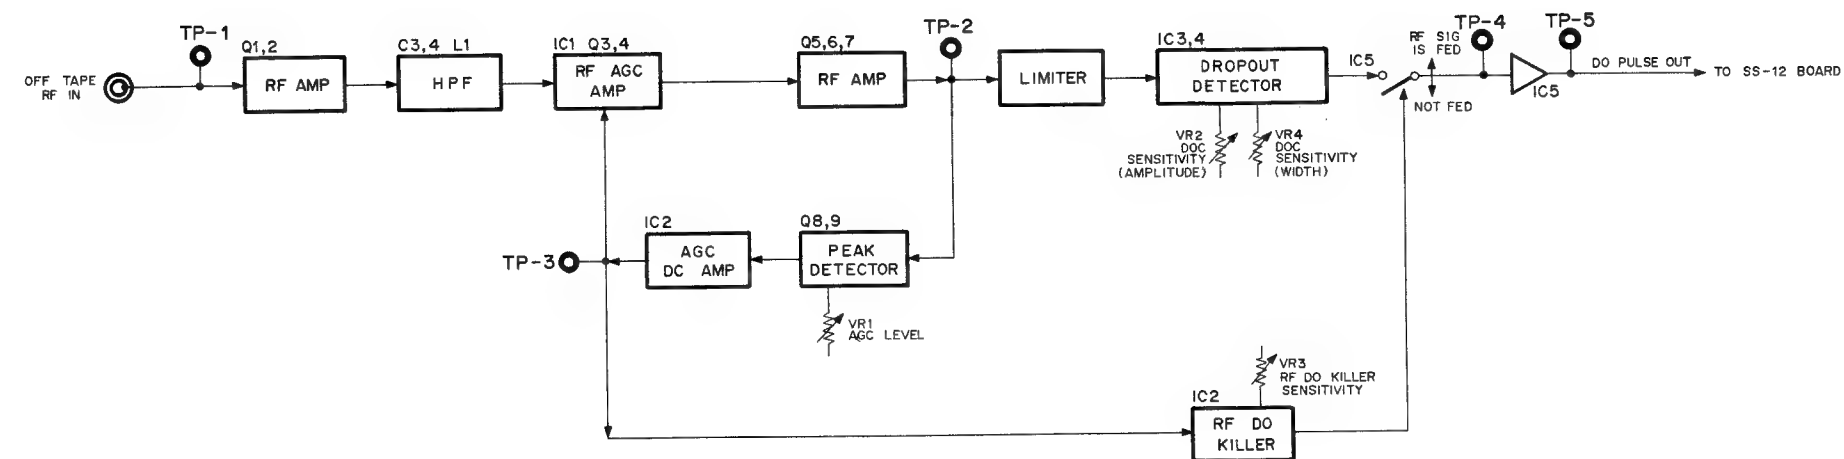 TP-1
OFF TAPE
RF IN
Q1,2
RF AMP
C3,4 L1
HPF
IC1 Q3,4
RF AGC
AMP
Q5,6,7
RF AMP
TP-2
LIMITER
IC3,4
DROPOUT
DETECTOR
VR2
DOC
SENSITIVITY
(AMPLITUDE)
VR4
DOC
SENSITIVITY
(WIDTH)
IC5
RF SIG
IS FED
NOT FED
TP-4
IC5
TP-5
DO PULSE OUT
TO SS-12 BOARD
TP-3
IC2
AGC
DC AMP
Q8,9
PEAK
DETECTOR
VR1
AGC LEVEL
VR3
RF DO KILLER
SENSITIVITY
IC2
RF DO
KILLER